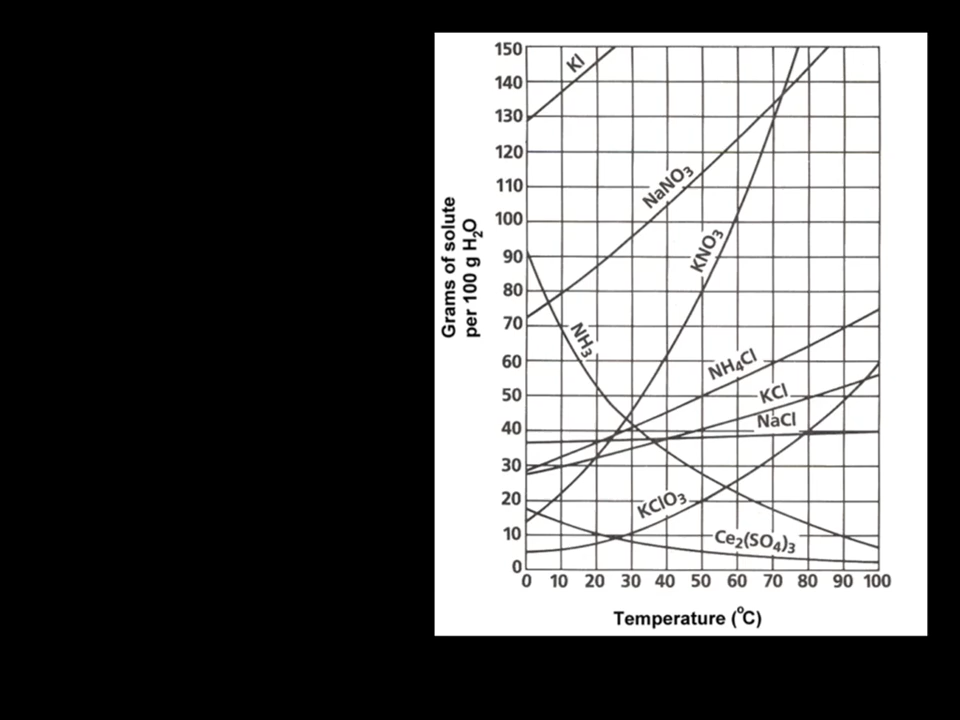 Grams of solute
per 100 g H₂O
150
140
130
120
110
100
90
80
70
60
50
40
30
20
10
0
KI
NaNO₃
KNO₃
NH₃
NH₄Cl
KCl
NaCl
KClO₃
Ce₂(SO₄)₃
0 10 20 30 40 50 60 70 80 90 100
Temperature (°C)